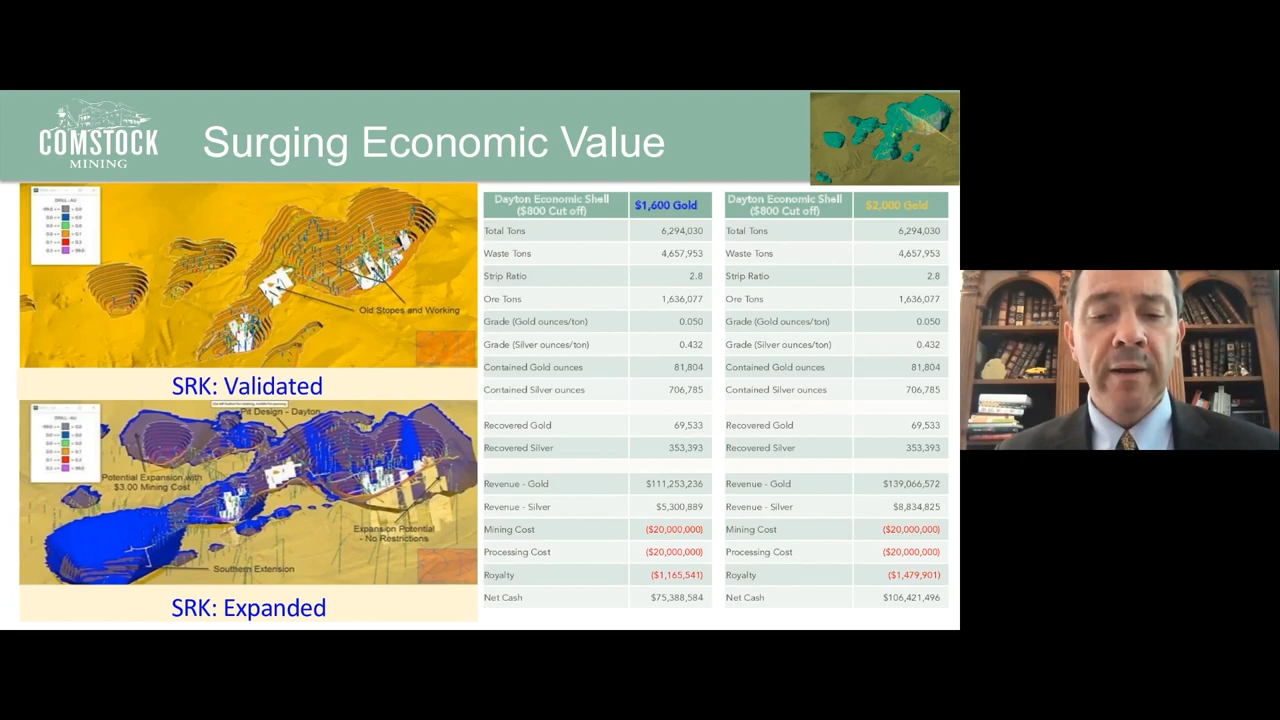 COMSTOCK
MINING
Surging Economic Value
DRILL - AU
Old Stopes and Working
SRK: Validated
Pit Design - Dayton
DRILL - AU
Potential Expansion with
$3.00 Mining Cost
Expansion Potential
- No Restrictions
Southern Extension
SRK: Expanded
Dayton Economic Shell
($800 Cut off)
$1,600 Gold
Total Tons 6,294,030
Waste Tons 4,657,953
Strip Ratio 2.8
Ore Tons 1,636,077
Grade (Gold ounces/ton) 0.050
Grade (Silver ounces/ton) 0.432
Contained Gold ounces 81,804
Contained Silver ounces 706,785
Recovered Gold 69,533
Recovered Silver 353,393
Revenue - Gold $111,253,236
Revenue - Silver $5,300,889
Mining Cost ($20,000,000)
Processing Cost ($20,000,000)
Royalty ($1,165,541)
Net Cash $75,388,584
Dayton Economic Shell
($800 Cut off)
$2,000 Gold
Total Tons 6,294,030
Waste Tons 4,657,953
Strip Ratio 2.8
Ore Tons 1,636,077
Grade (Gold ounces/ton) 0.050
Grade (Silver ounces/ton) 0.432
Contained Gold ounces 81,804
Contained Silver ounces 706,785
Recovered Gold 69,533
Recovered Silver 353,393
Revenue - Gold $139,066,572
Revenue - Silver $8,834,825
Mining Cost ($20,000,000)
Processing Cost ($20,000,000)
Royalty ($1,479,901)
Net Cash $106,421,496